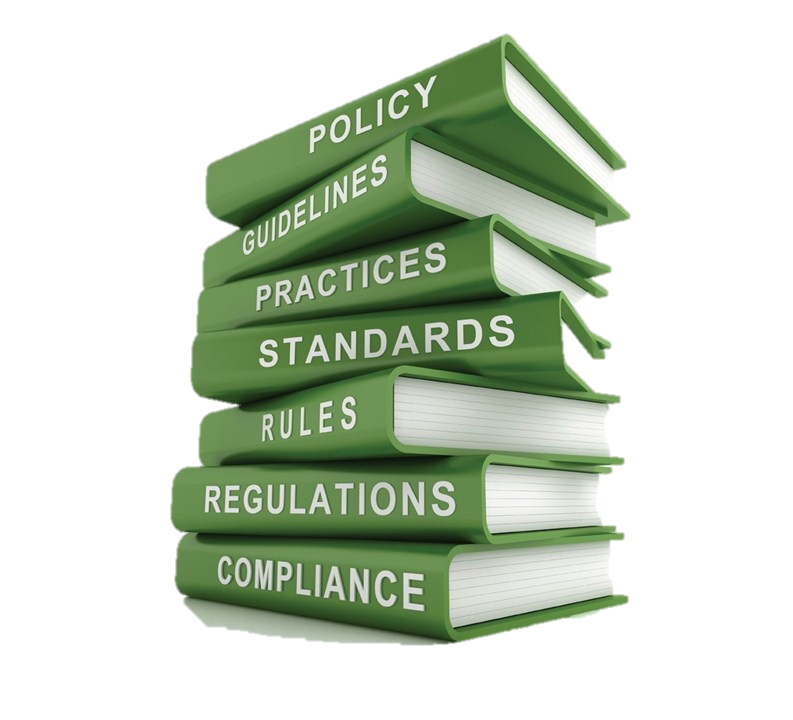 POLICY
GUIDELINES
PRACTICES
STANDARDS
RULES
REGULATIONS
COMPLIANCE